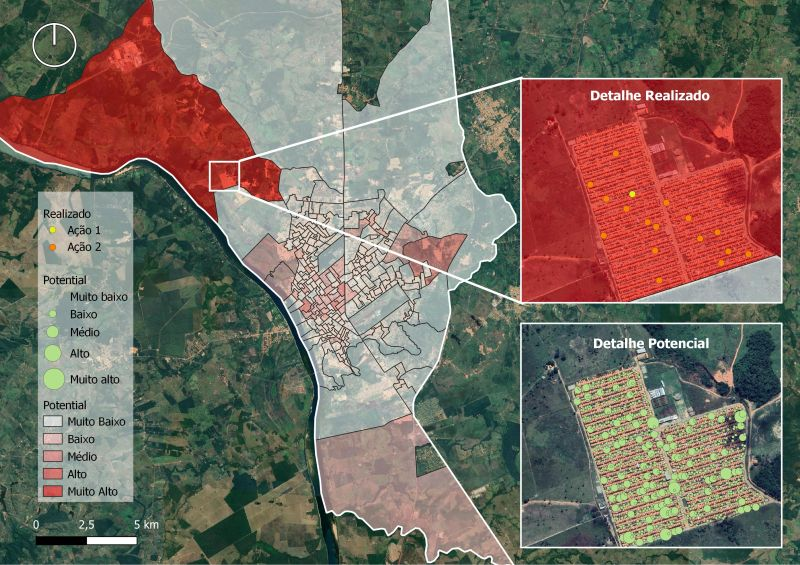 Detalhe Realizado
Realizado
Ação 1
Ação 2
Potential
Muito baixo
Baixo
Médio
Alto
Muito alto
Potential
Muito Baixo
Baixo
Médio
Alto
Muito Alto
0 2,5 5 km
Detalhe Potencial